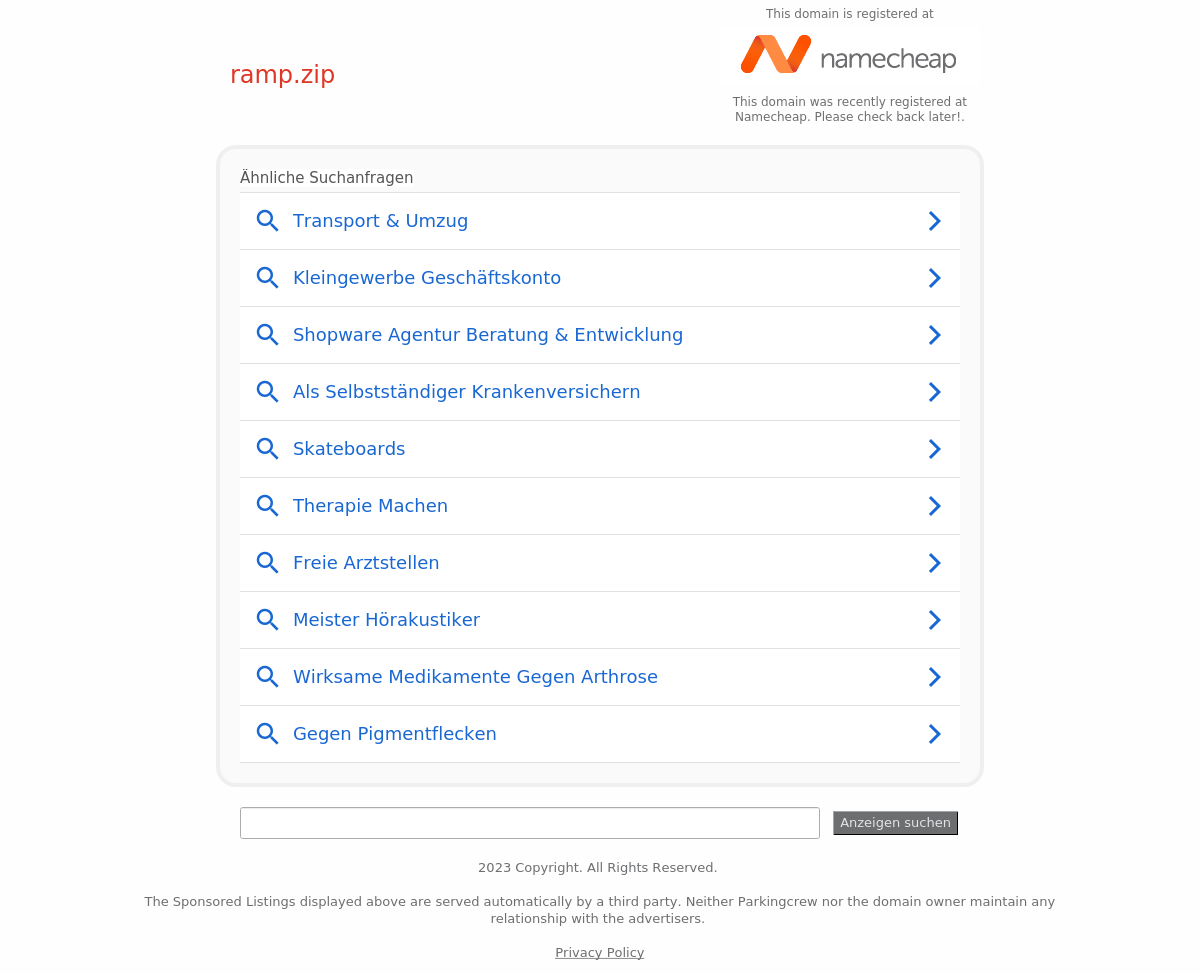 This domain is registered at
namecheap
ramp.zip
This domain was recently registered at
Namecheap. Please check back later!.
Ähnliche Suchanfragen
Transport & Umzug
Kleingewerbe Geschäftskonto
Shopware Agentur Beratung & Entwicklung
Als Selbstständiger Krankenversichern
Skateboards
Therapie Machen
Freie Arztstellen
Meister Hörakustiker
Wirksame Medikamente Gegen Arthrose
Gegen Pigmentflecken
Anzeigen suchen
2023 Copyright. All Rights Reserved.
The Sponsored Listings displayed above are served automatically by a third party. Neither Parkingcrew nor the domain owner maintain any
relationship with the advertisers.
Privacy Policy